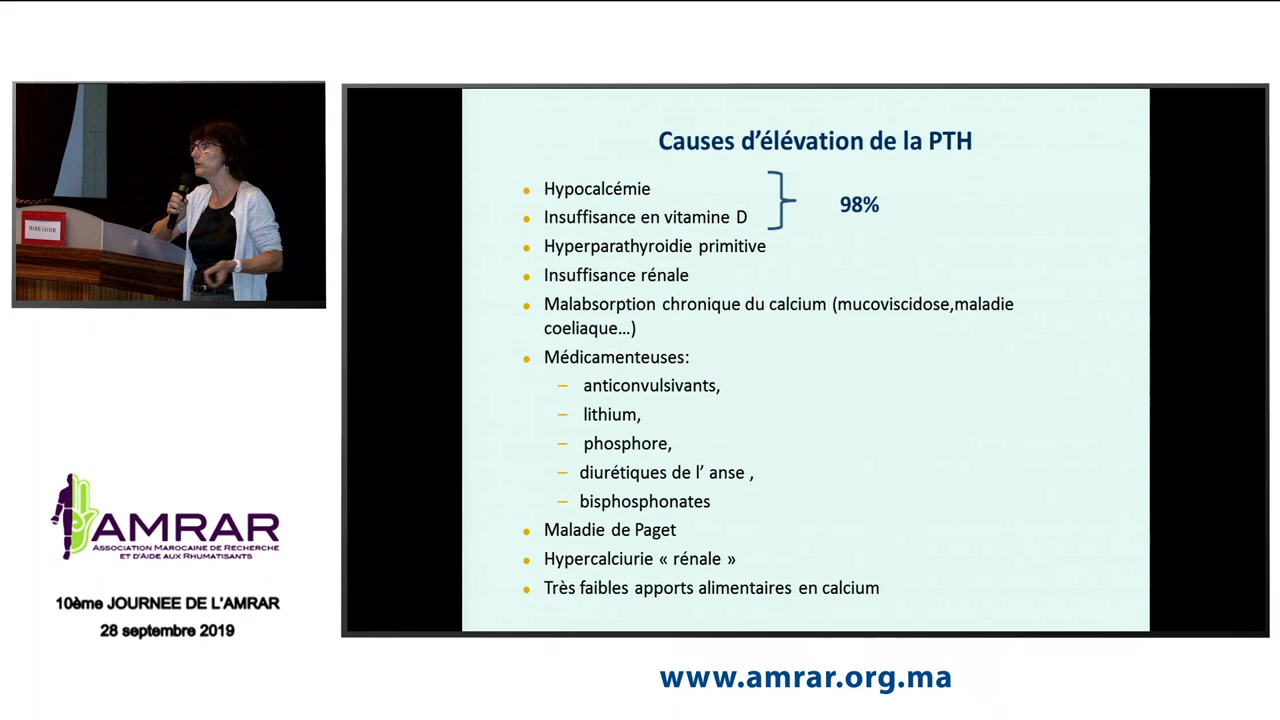 Causes d’élévation de la PTH
Hypocalcémie
Insuffisance en vitamine D
98%
Hyperparathyroidie primitive
Insuffisance rénale
Malabsorption chronique du calcium (mucoviscidose,maladie
coeliaque…)
Médicamenteuses:
– anticonvulsivants,
– lithium,
– phosphore,
– diurétiques de l’ anse ,
– bisphosphonates
Maladie de Paget
Hypercalciurie « rénale »
Très faibles apports alimentaires en calcium
MARIE JAVIER
AMRAR
ASSOCIATION MAROCAINE DE RECHERCHE
ET D'AIDE AUX RHUMATISANTS
10ème JOURNEE DE L'AMRAR
28 septembre 2019
www.amrar.org.ma